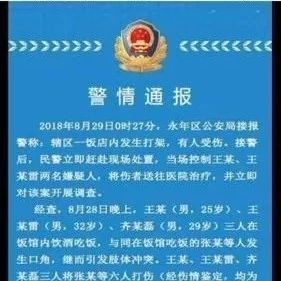 警情通报
2018年8月29日0时27分，永年区公安局接报
警称：辖区一饭店内发生打架，有人受伤。接警
后，民警立即赶赴现场处置，当场控制王某、王
某雷两名嫌疑人，将伤者送往医院治疗，并立即
对该案开展调查。
经查，8月28日晚上，王某（男，25岁）、王
某雷（男，32岁）、齐某磊（男，29岁）三人在
饭馆内饮酒吃饭，与同在饭馆吃饭的张某等人发
生口角，继而引发肢体冲突。王某、王某雷、齐
某磊三人将张某等六人打伤（经伤情鉴定，均为